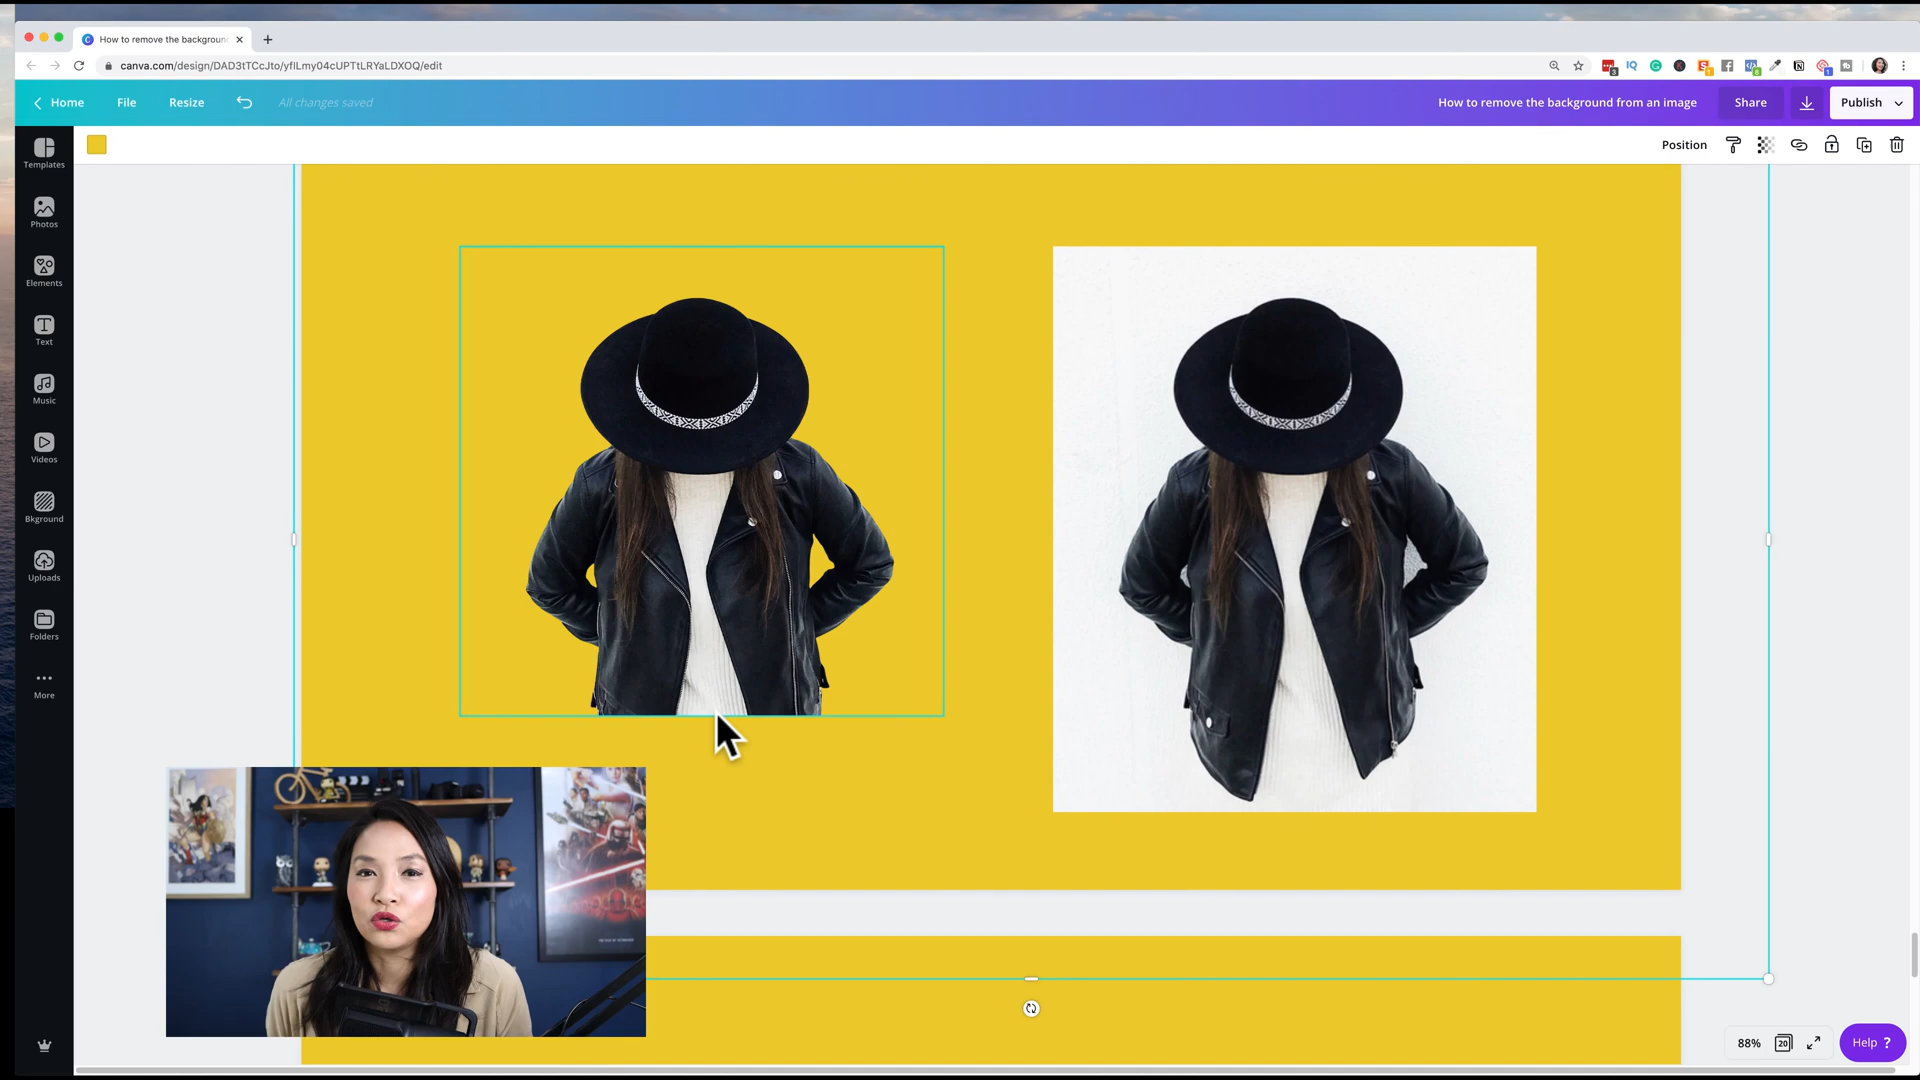 How to remove the backgroun
canva.com/design/DAD3tTCcJto/yflLmy04cUPTtLRYaLDXOQ/edit
Home
File
Resize
All changes saved
How to remove the background from an image
Share
Publish
Position
Templates
Photos
Elements
Text
Music
Videos
Bkground
Uploads
Folders
More
88%
20
Help ?